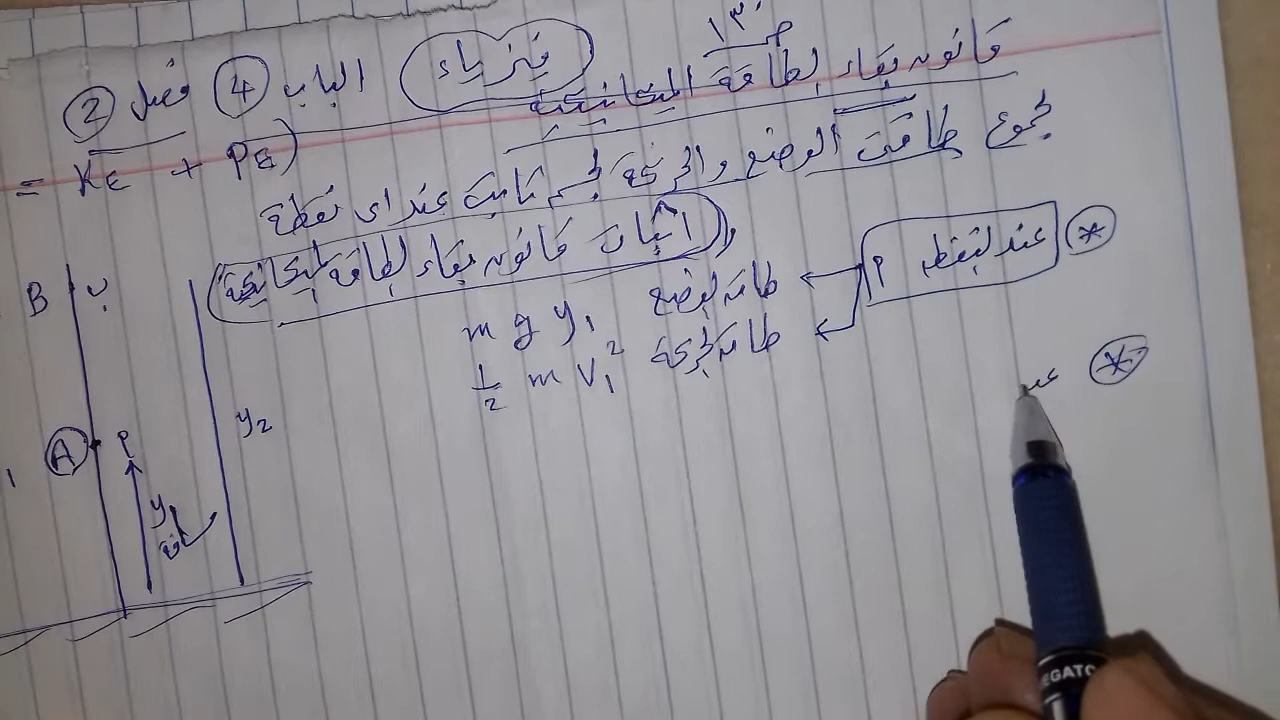 ص ١٣٠
فيزياء الباب ④ فصل ②
قانون بقاء الطاقة الميكانيكية
= KE + PE)
مجموع طاقتى الوضع والحركة لجسم ثابت عند اى نقطة
اثبات قانون بقاء الطاقة الميكانيكية
* عند النقطة أ
طاقة الوضع m g y₁
طاقة الحركة ½ m V₁²
* عند
B ب
A أ
y₁
y₂
EGATO